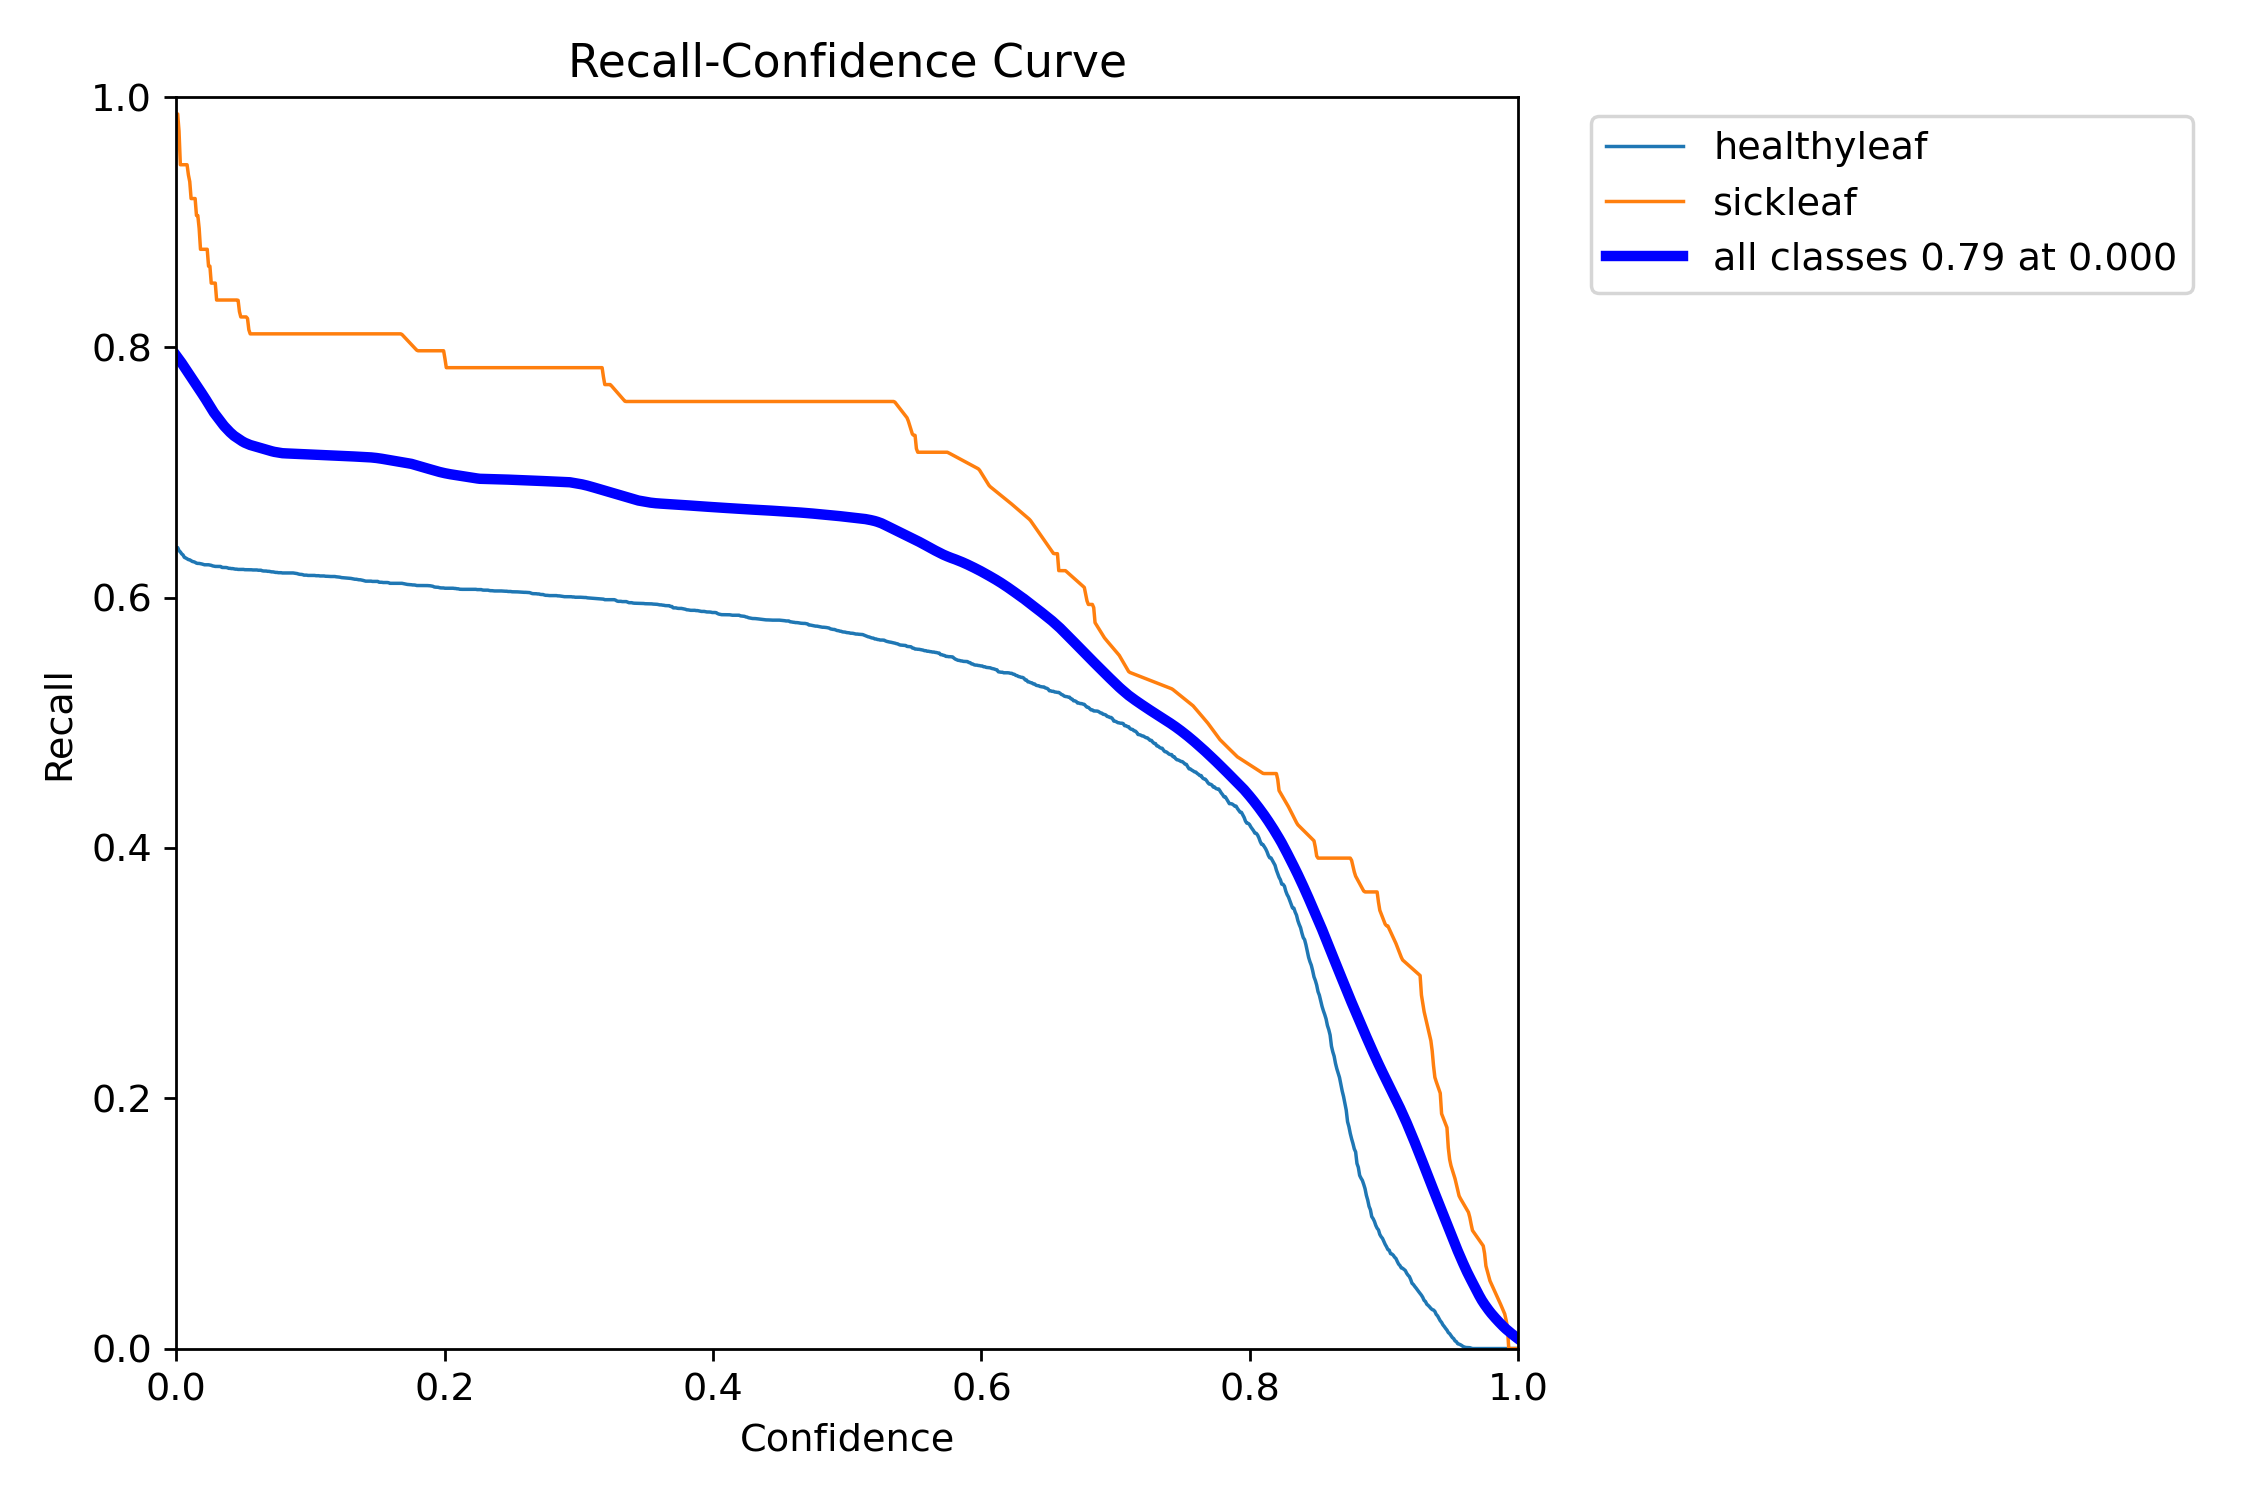 Recall-Confidence Curve
1.0
0.8
0.6
0.4
0.2
0.0
Recall
0.0 0.2 0.4 0.6 0.8 1.0
Confidence
healthyleaf
sickleaf
all classes 0.79 at 0.000